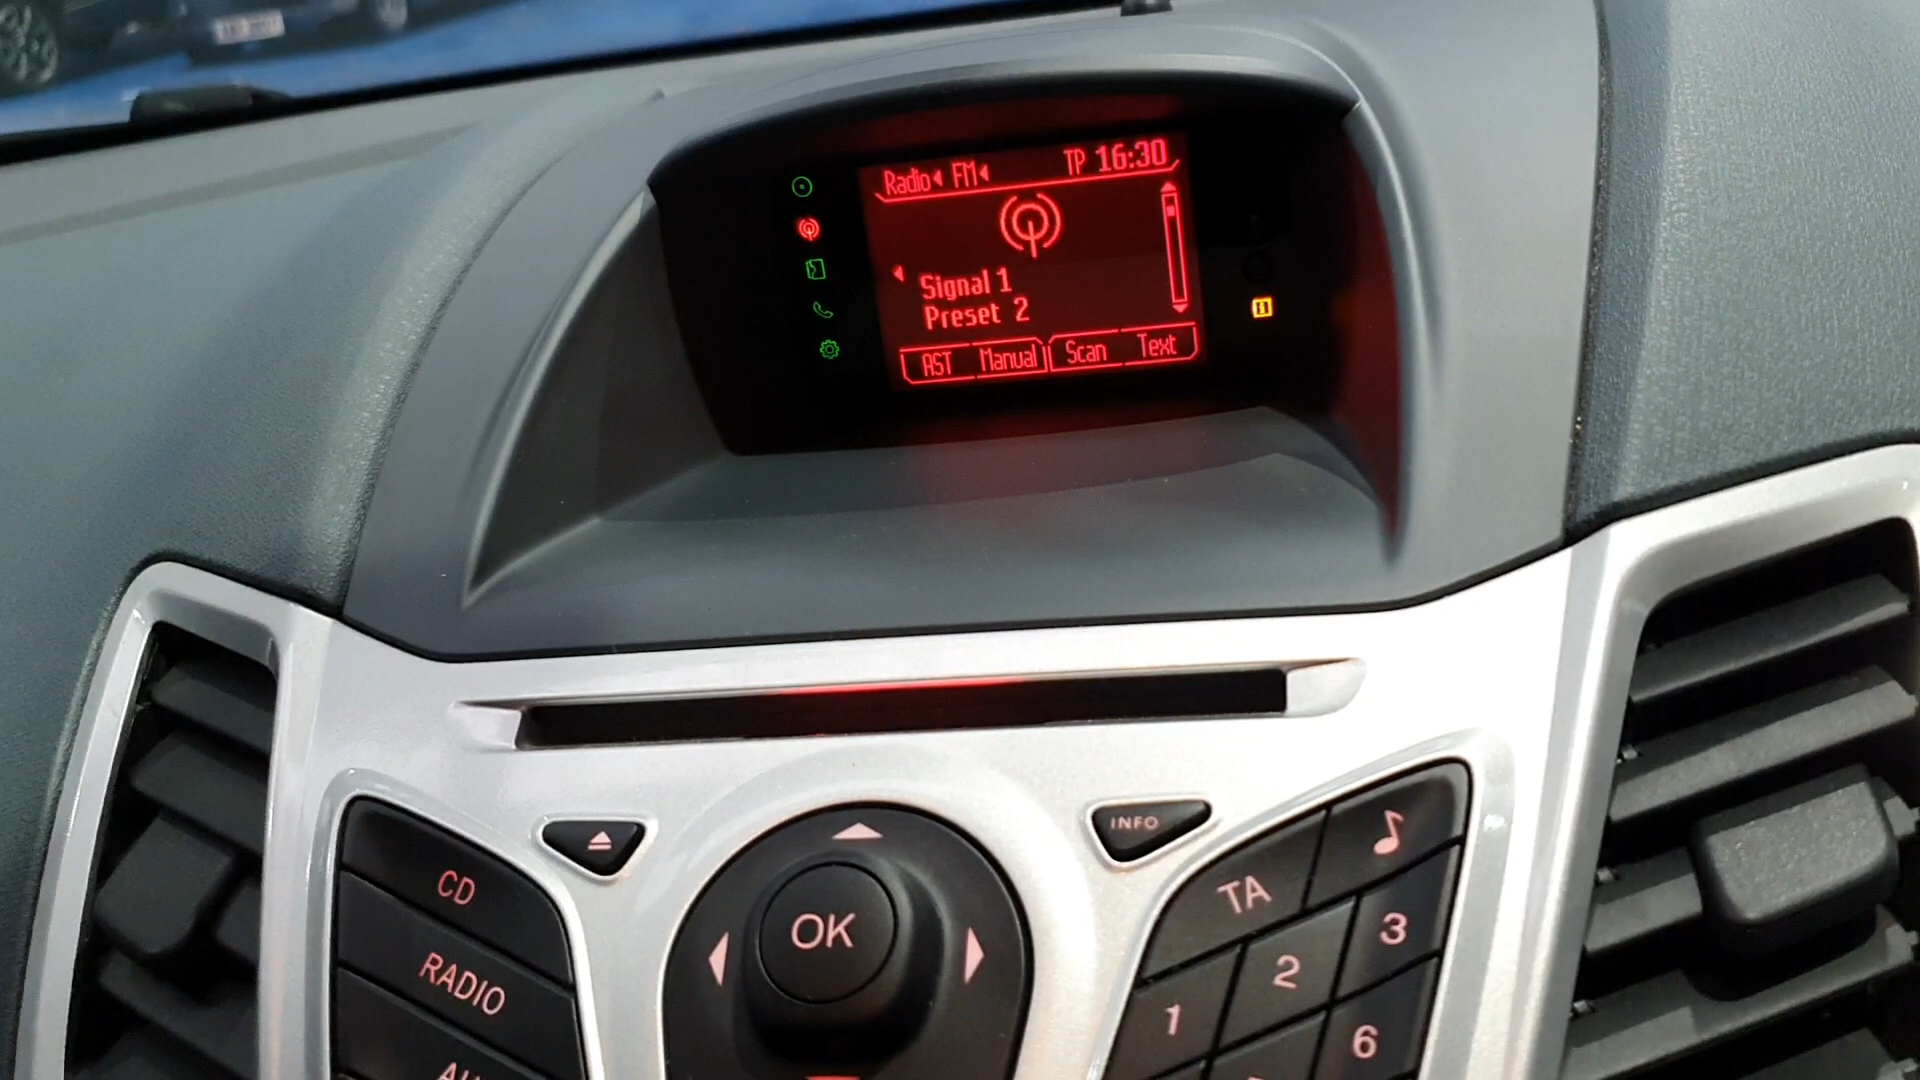 Radio FM TP 16:30
Signal 1
Preset 2
AST Manual Scan Text
INFO
CD
TA
OK
3
RADIO
2
1
6